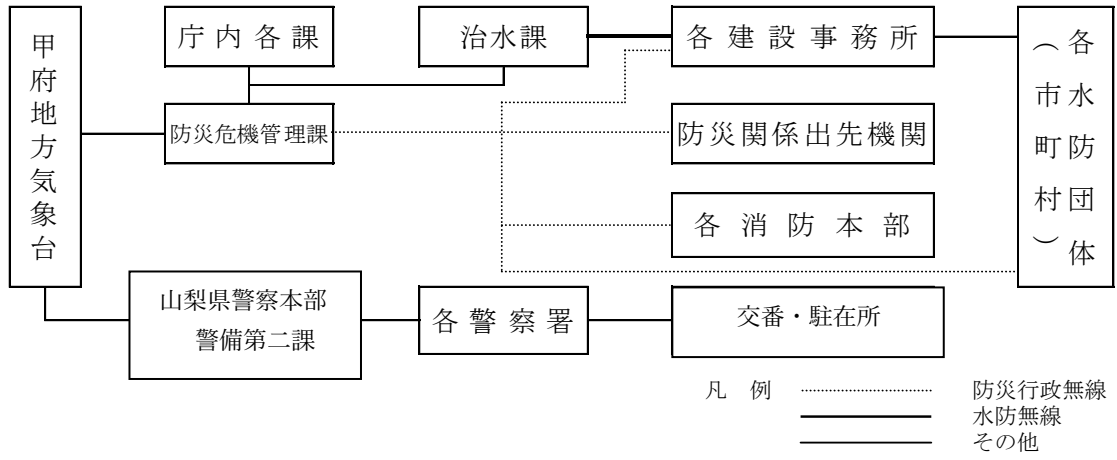 甲府地方気象台
庁内各課
治水課
各建設事務所
各水防団体
（市町村）
防災危機管理課
防災関係出先機関
各消防本部
山梨県警察本部
警備第二課
各警察署
交番・駐在所
凡 例
防災行政無線
水防無線
その他